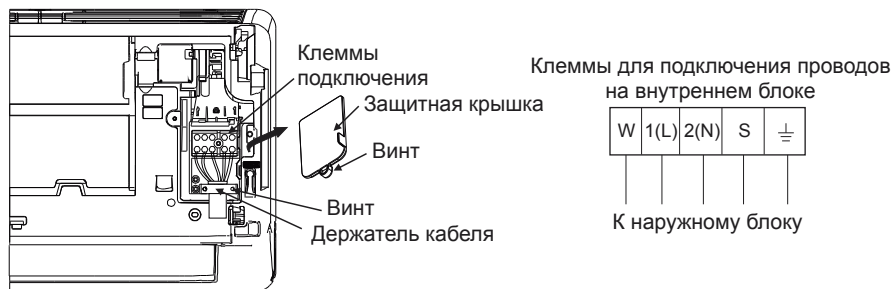 Клеммы
подключения
Защитная крышка
Винт
Винт
Держатель кабеля
Клеммы для подключения проводов
на внутреннем блоке
W 1(L) 2(N) S
К наружному блоку